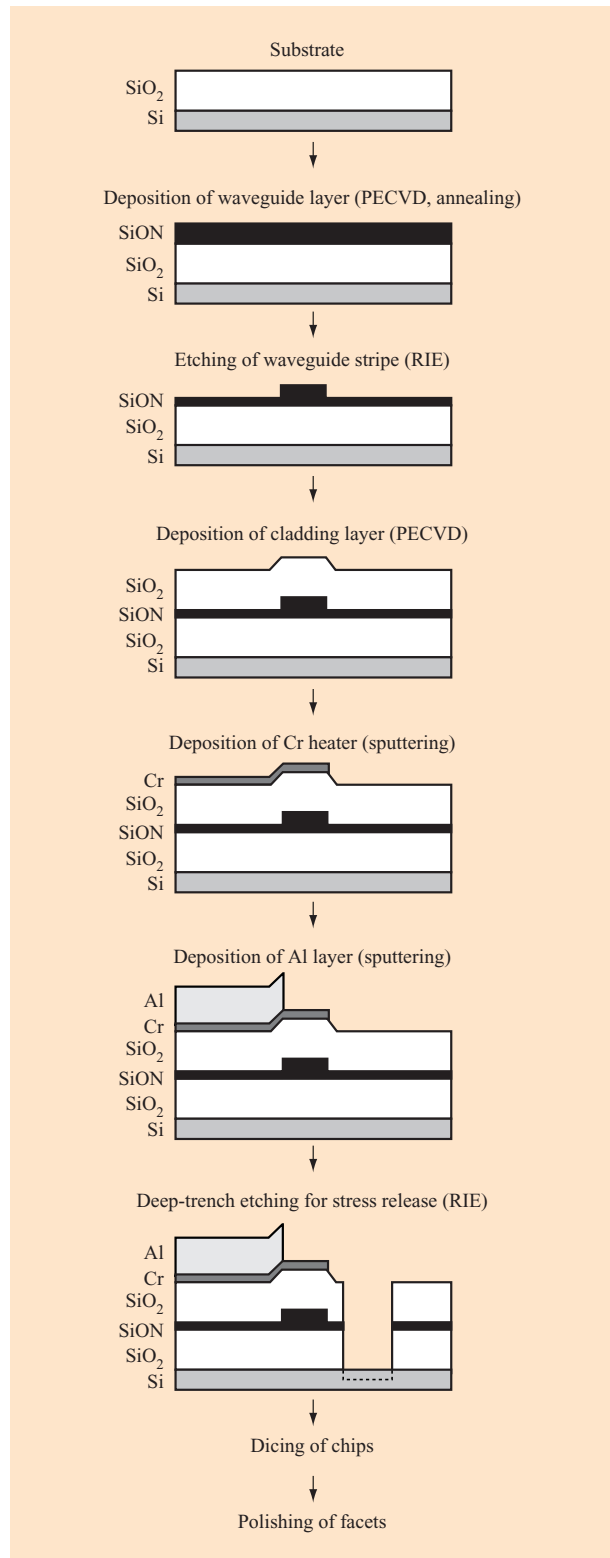 Substrate
SiO₂
Si
Deposition of waveguide layer (PECVD, annealing)
SiON
SiO₂
Si
Etching of waveguide stripe (RIE)
SiON
SiO₂
Si
Deposition of cladding layer (PECVD)
SiO₂
SiON
SiO₂
Si
Deposition of Cr heater (sputtering)
Cr
SiO₂
SiON
SiO₂
Si
Deposition of Al layer (sputtering)
Al
Cr
SiO₂
SiON
SiO₂
Si
Deep-trench etching for stress release (RIE)
Al
Cr
SiO₂
SiON
SiO₂
Si
Dicing of chips
Polishing of facets